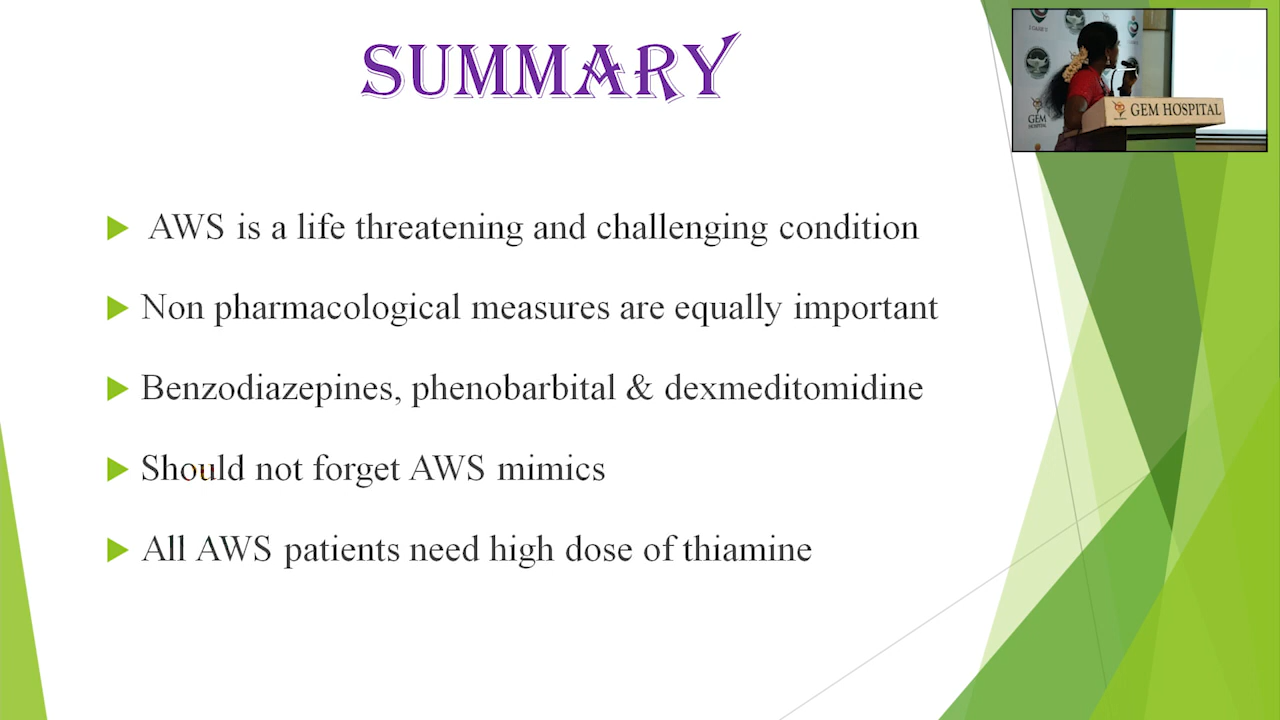 SUMMARY
AWS is a life threatening and challenging condition
Non pharmacological measures are equally important
Benzodiazepines, phenobarbital & dexmeditomidine
Should not forget AWS mimics
All AWS patients need high dose of thiamine
GEM HOSPITAL
GEM
HOSPITAL